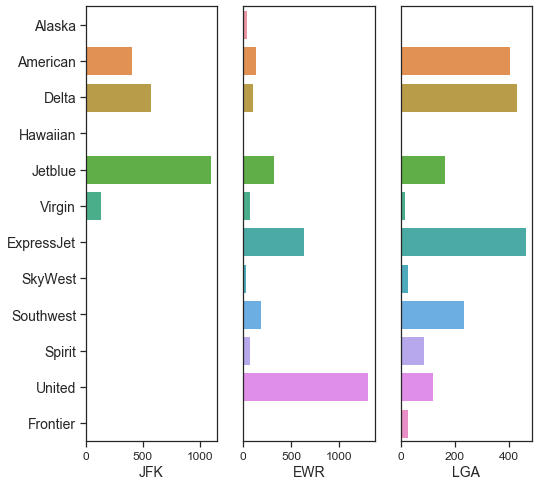 Alaska
American
Delta
Hawaiian
Jetblue
Virgin
ExpressJet
SkyWest
Southwest
Spirit
United
Frontier
0 500 1000 0 500 1000 0 200 400
JFK EWR LGA